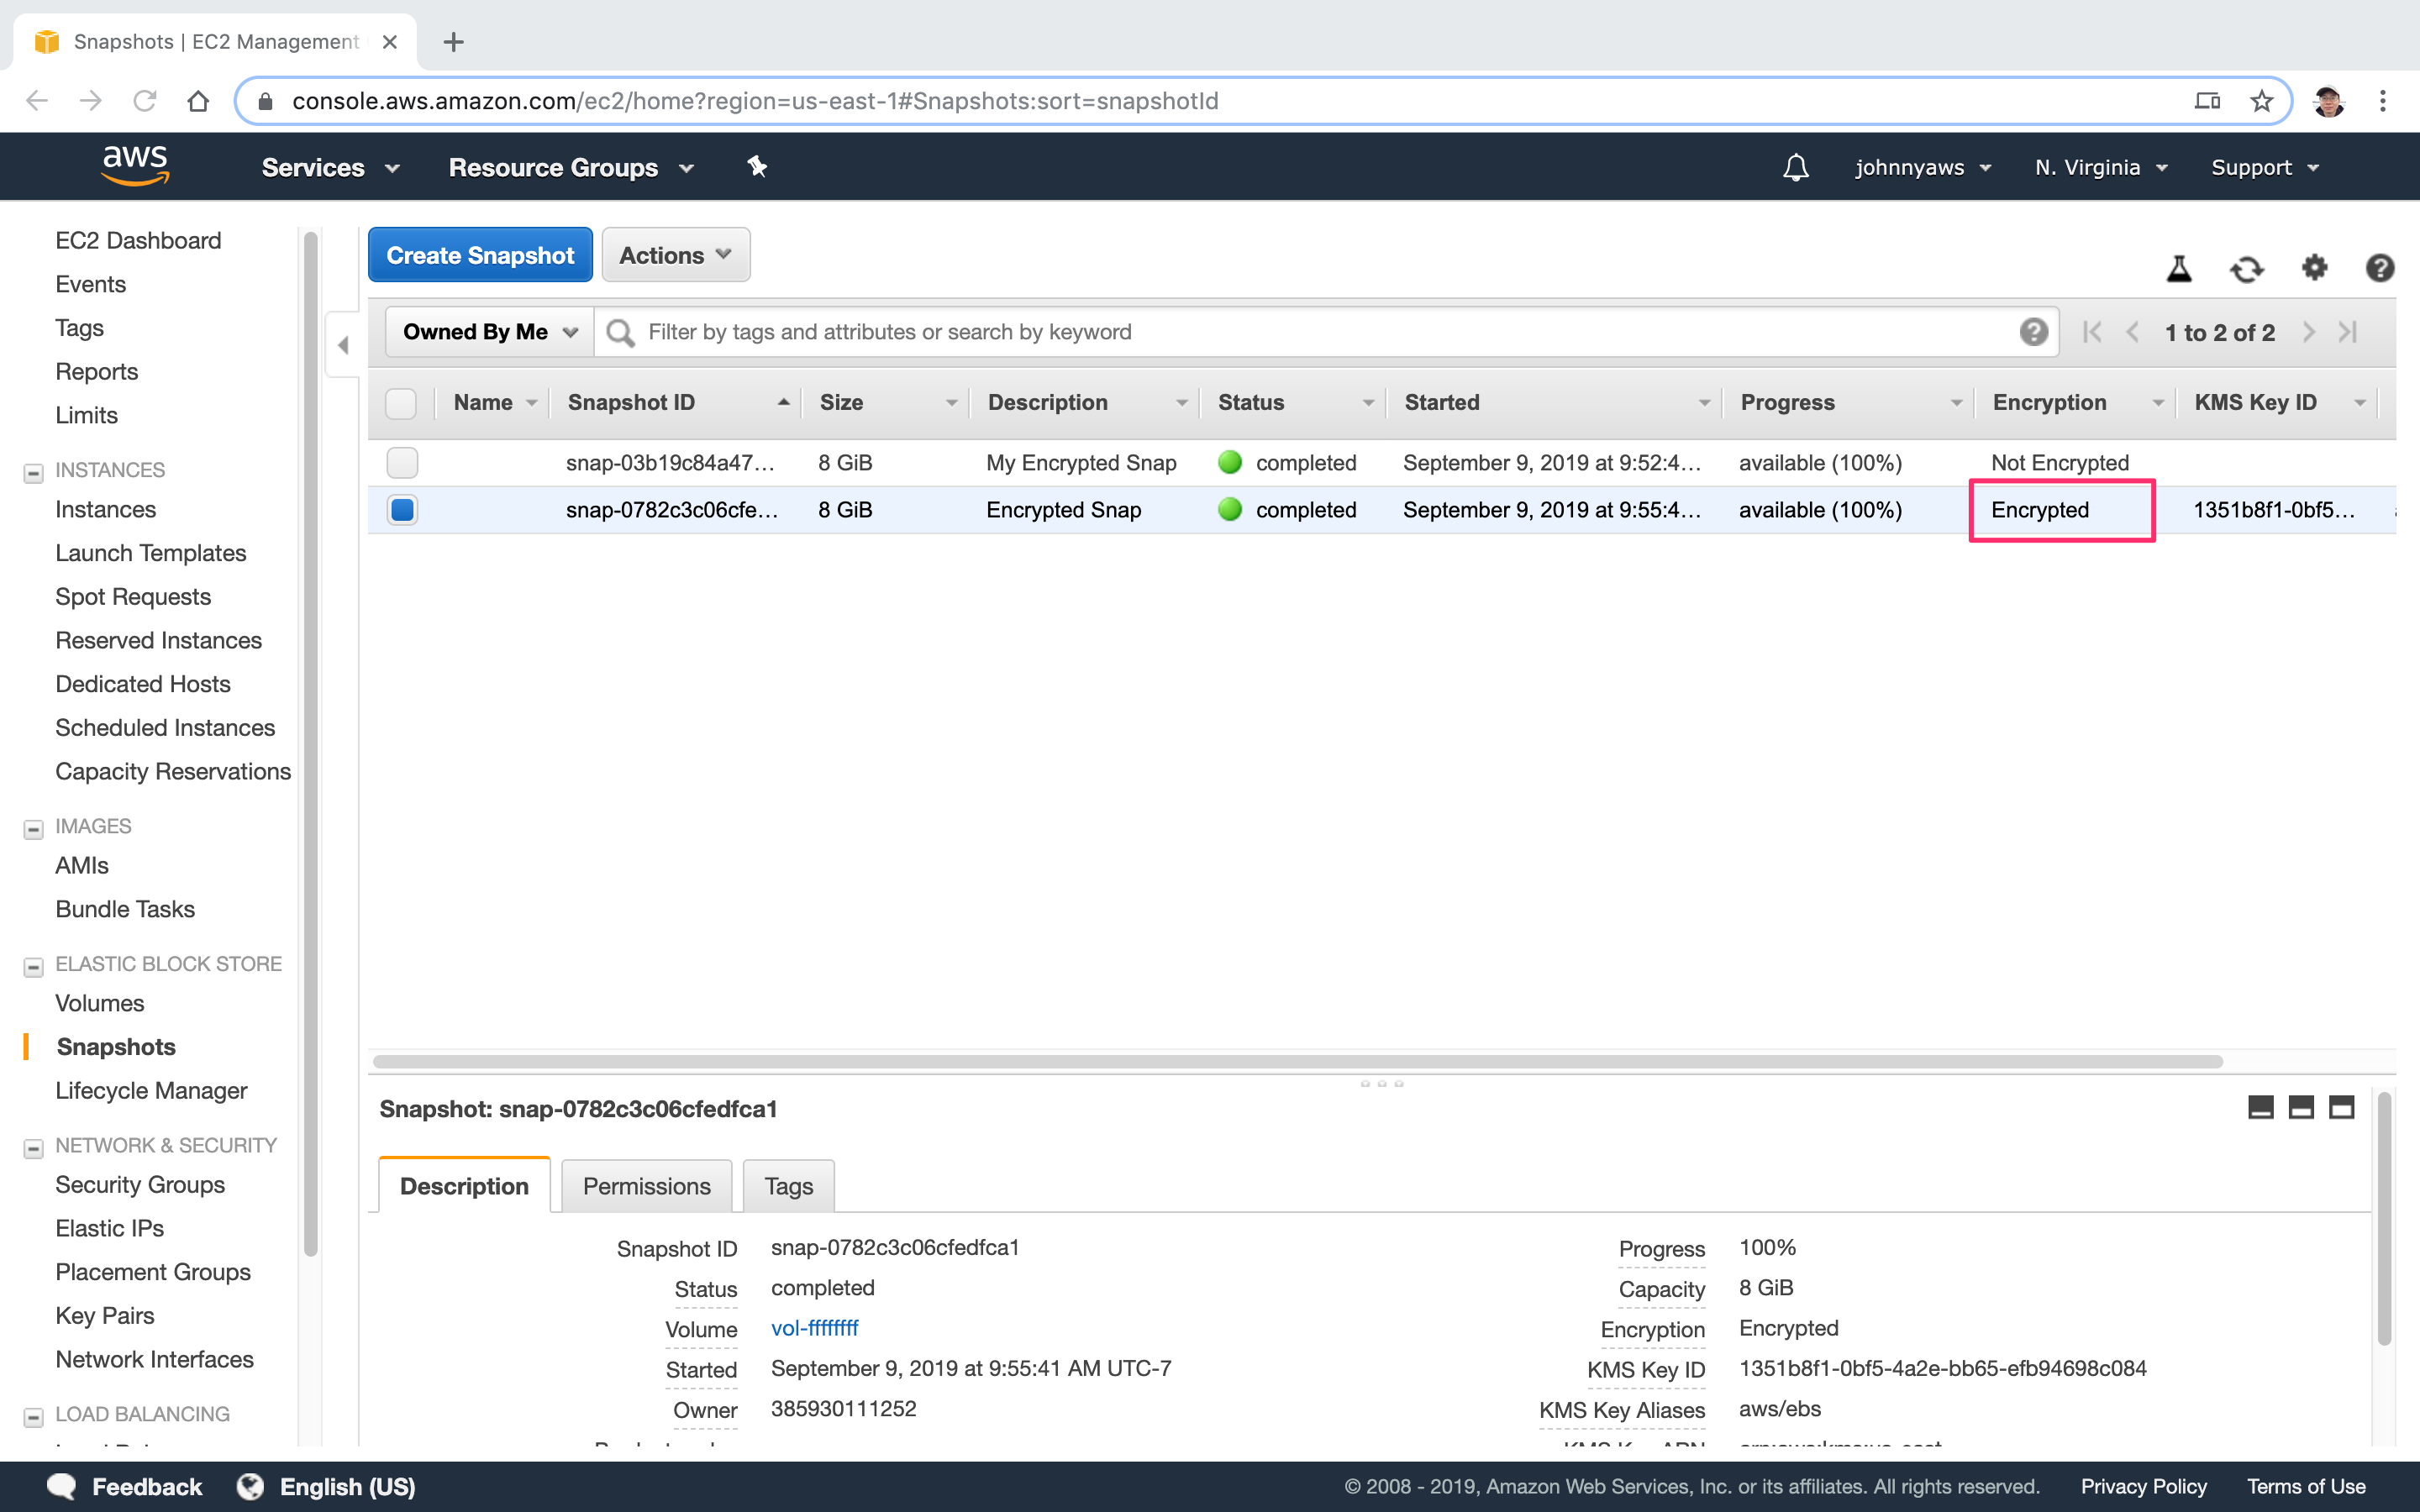 Snapshots | EC2 Management
console.aws.amazon.com/ec2/home?region=us-east-1#Snapshots:sort=snapshotId
aws Services Resource Groups johnnyaws N. Virginia Support
EC2 Dashboard
Events
Tags
Reports
Limits
INSTANCES
Instances
Launch Templates
Spot Requests
Reserved Instances
Dedicated Hosts
Scheduled Instances
Capacity Reservations
IMAGES
AMIs
Bundle Tasks
ELASTIC BLOCK STORE
Volumes
Snapshots
Lifecycle Manager
NETWORK & SECURITY
Security Groups
Elastic IPs
Placement Groups
Key Pairs
Network Interfaces
LOAD BALANCING
Create Snapshot Actions
Owned By Me Filter by tags and attributes or search by keyword 1 to 2 of 2
Name Snapshot ID Size Description Status Started Progress Encryption KMS Key ID
snap-03b19c84a47... 8 GiB My Encrypted Snap completed September 9, 2019 at 9:52:4... available (100%) Not Encrypted
snap-0782c3c06cfe... 8 GiB Encrypted Snap completed September 9, 2019 at 9:55:4... available (100%) Encrypted 1351b8f1-0bf5...
Snapshot: snap-0782c3c06cfedfca1
Description Permissions Tags
Snapshot ID snap-0782c3c06cfedfca1
Status completed
Volume vol-ffffffff
Started September 9, 2019 at 9:55:41 AM UTC-7
Owner 385930111252
Progress 100%
Capacity 8 GiB
Encryption Encrypted
KMS Key ID 1351b8f1-0bf5-4a2e-bb65-efb94698c084
KMS Key Aliases aws/ebs
Feedback English (US) © 2008 - 2019, Amazon Web Services, Inc. or its affiliates. All rights reserved. Privacy Policy Terms of Use